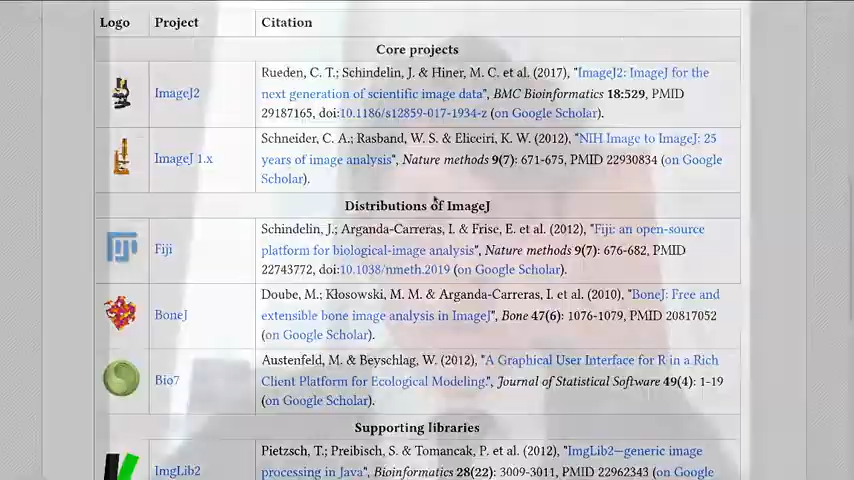 Logo Project Citation
Core projects
Rueden, C. T.; Schindelin, J. & Hiner, M. C. et al. (2017), "ImageJ2: ImageJ for the
next generation of scientific image data", BMC Bioinformatics 18:529, PMID
29187165, doi:10.1186/s12859-017-1934-z (on Google Scholar).
ImageJ2
Schneider, C. A.; Rasband, W. S. & Eliceiri, K. W. (2012), "NIH Image to ImageJ: 25
years of image analysis", Nature methods 9(7): 671-675, PMID 22930834 (on Google
Scholar).
ImageJ 1.x
Distributions of ImageJ
Schindelin, J.; Arganda-Carreras, I. & Frise, E. et al. (2012), "Fiji: an open-source
platform for biological-image analysis", Nature methods 9(7): 676-682, PMID
22743772, doi:10.1038/nmeth.2019 (on Google Scholar).
Fiji
Doube, M.; Kłosowski, M. M. & Arganda-Carreras, I. et al. (2010), "BoneJ: Free and
extensible bone image analysis in ImageJ", Bone 47(6): 1076-1079, PMID 20817052
(on Google Scholar).
BoneJ
Austenfeld, M. & Beyschlag, W. (2012), "A Graphical User Interface for R in a Rich
Client Platform for Ecological Modeling.", Journal of Statistical Software 49(4): 1-19
(on Google Scholar).
Bio7
Supporting libraries
Pietzsch, T.; Preibisch, S. & Tomancak, P. et al. (2012), "ImgLib2—generic image
processing in Java", Bioinformatics 28(22): 3009-3011, PMID 22962343 (on Google
ImgLib2